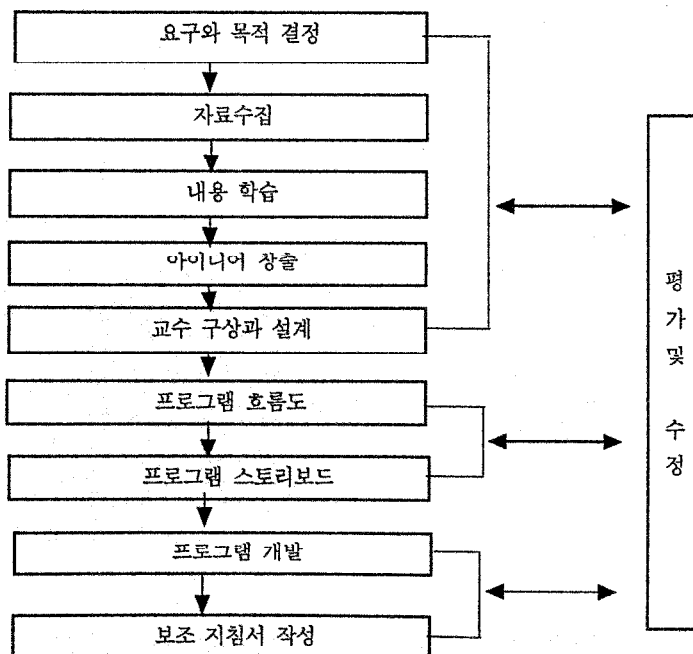 요구와 목적 결정
자료수집
내용 학습
아이니어 창출
교수 구상과 설계
프로그램 흐름도
프로그램 스토리보드
프로그램 개발
보조 지침서 작성
평
가
및
수
정